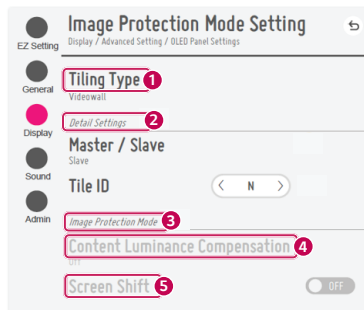 Image Protection Mode Setting
Display / Advanced Setting / OLED Panel Settings
EZ Setting
General
Display
Sound
Admin
Tiling Type 1
Videowall
Detail Settings 2
Master / Slave
Slave
Tile ID
N
Image Protection Mode 3
Content Luminance Compensation 4
Off
Screen Shift 5
OFF